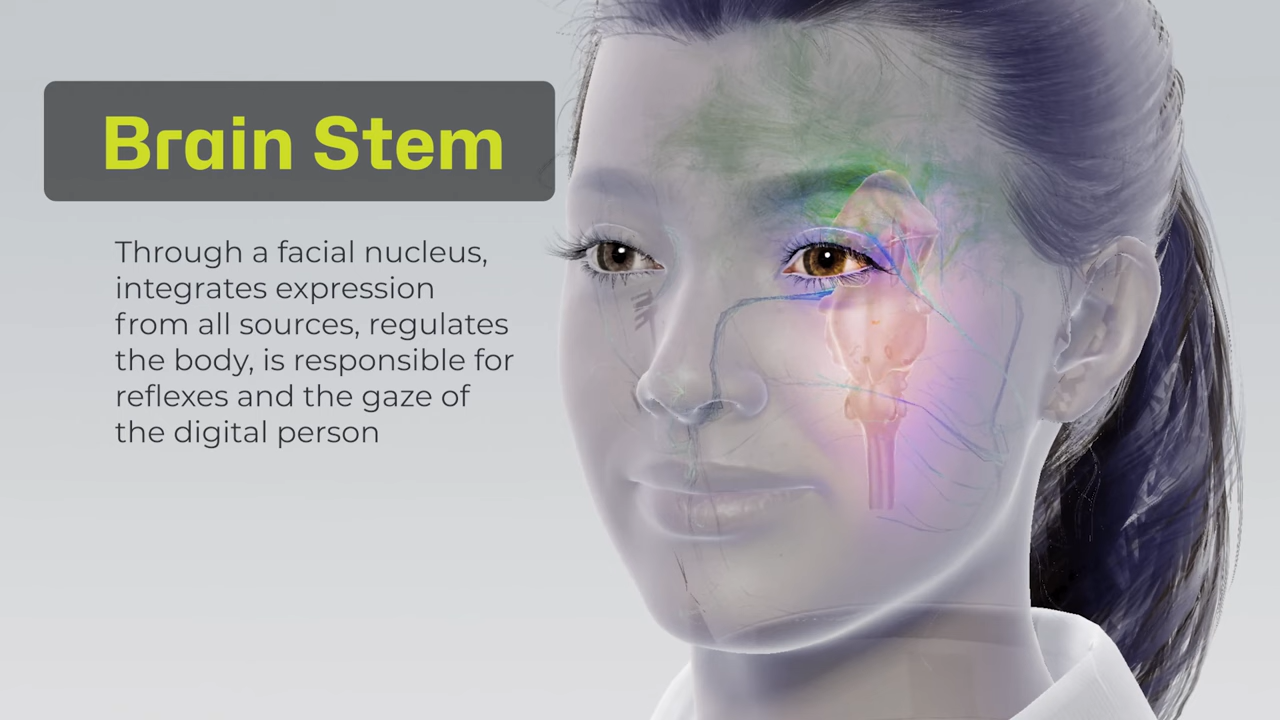 Brain Stem
Through a facial nucleus,
integrates expression
from all sources, regulates
the body, is responsible for
reflexes and the gaze of
the digital person